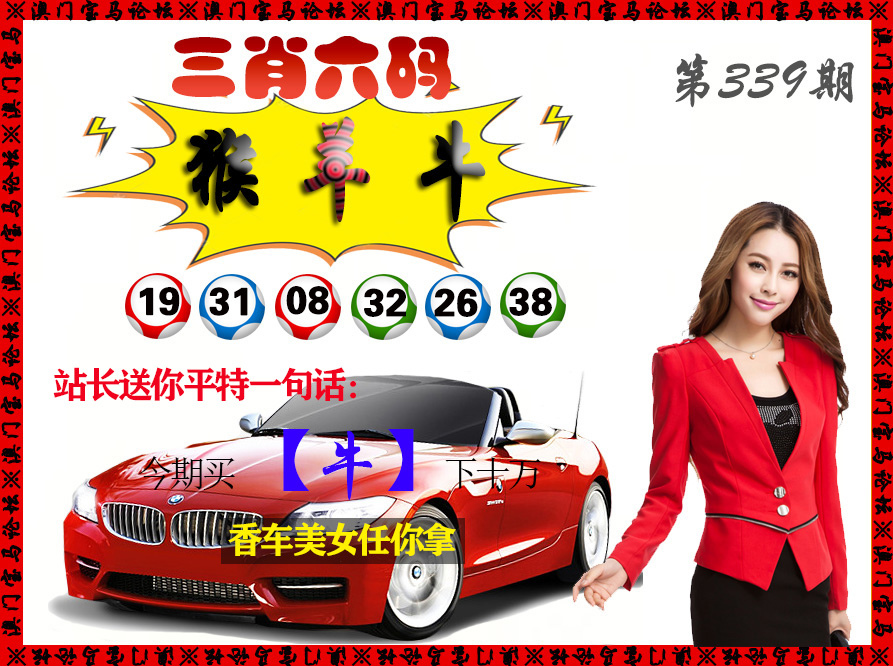 ※澳门宝马论坛※澳门宝马论坛※澳门宝马论坛※澳门宝马论坛※澳门宝马论坛※
三肖六码
第339期
猴 羊 牛
19 31 08 32 26 38
站长送你平特一句话：
今期买【牛】下十万
香车美女任你拿